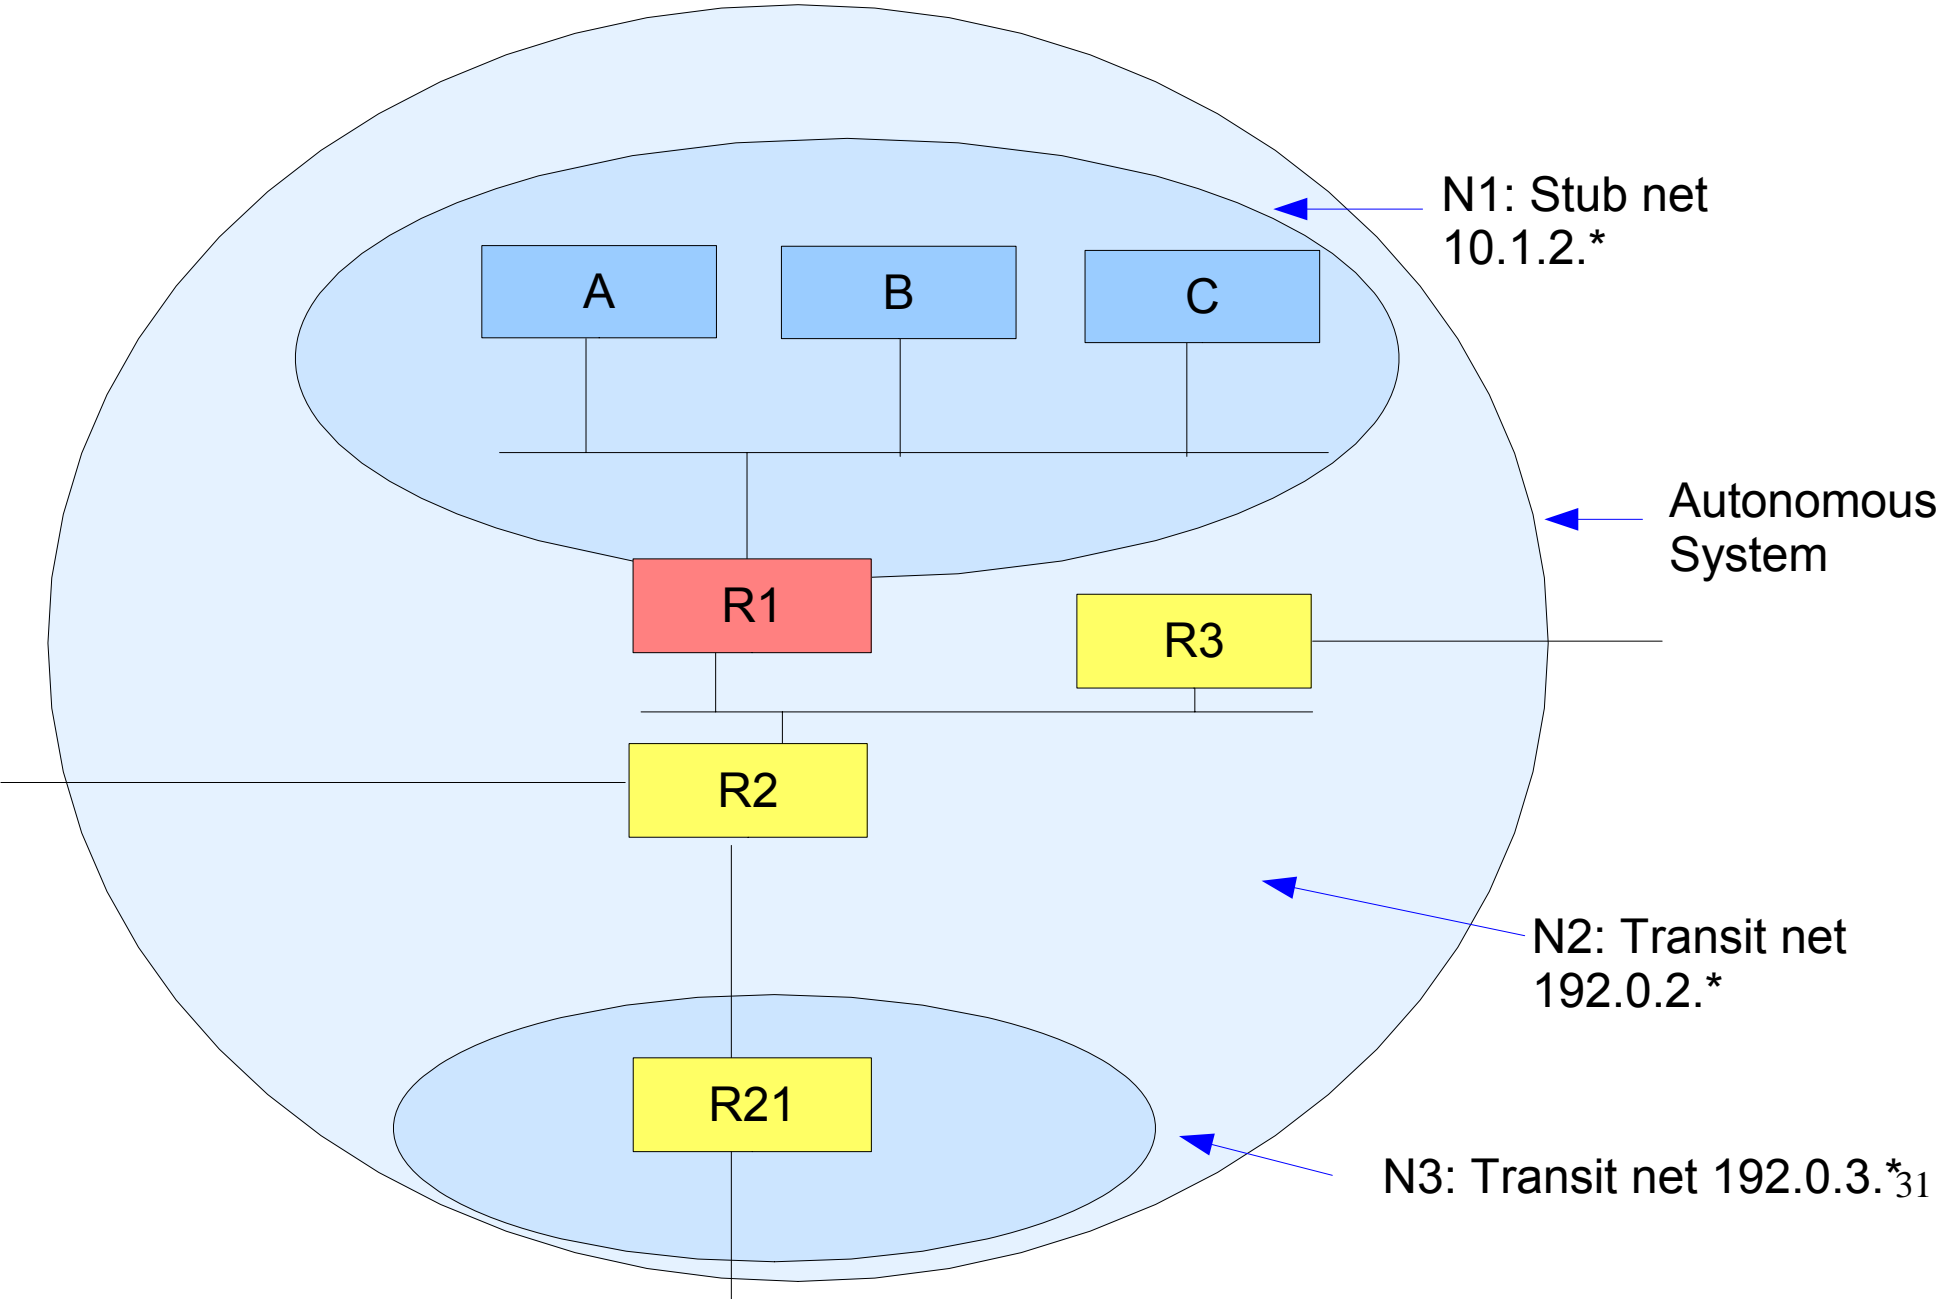 N1: Stub net
10.1.2.*
A
B
C
Autonomous
System
R1
R3
R2
N2: Transit net
192.0.2.*
R21
N3: Transit net 192.0.3.*
31